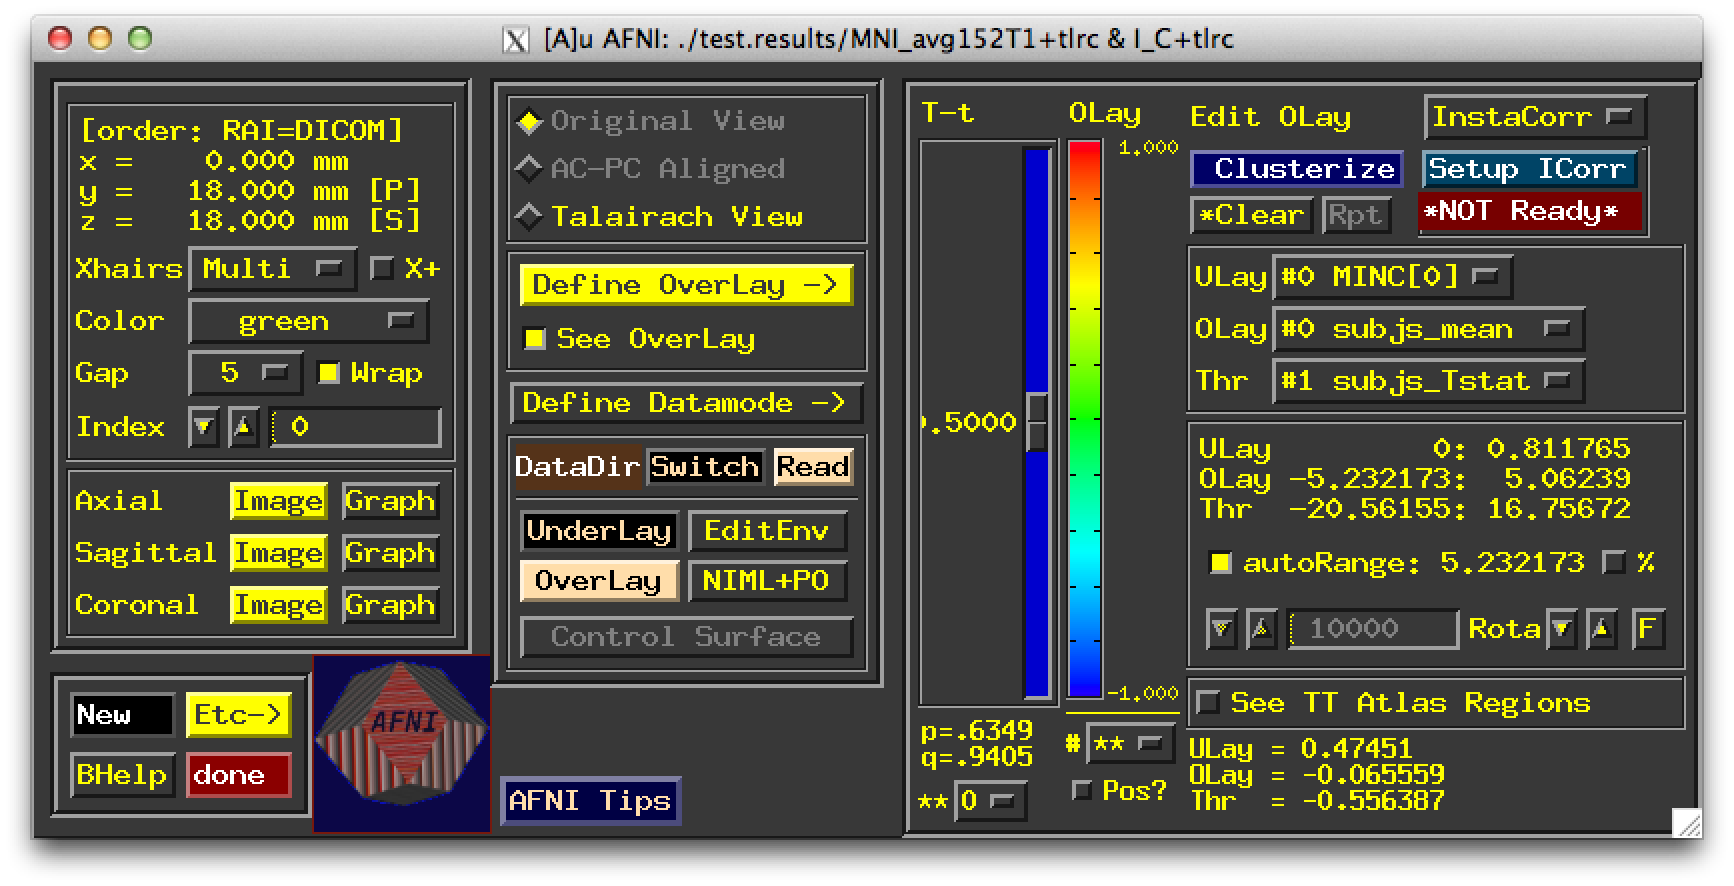 [A]u AFNI: ./test.results/MNI_avg152T1+tlrc & I_C+tlrc
[order: RAI=DICOM]
x = 0.000 mm
y = 18.000 mm [P]
z = 18.000 mm [S]
Xhairs Multi X+
Color green
Gap 5 Wrap
Index 0
Axial Image Graph
Sagittal Image Graph
Coronal Image Graph
New Etc->
BHelp done
AFNI
Original View
AC-PC Aligned
Talairach View
Define OverLay ->
See OverLay
Define Datamode ->
DataDir Switch Read
UnderLay EditEnv
OverLay NIML+PO
Control Surface
AFNI Tips
T-t
.5000
p=.6349
q=.9405
** 0
OLay
1.000
-1.000
# **
Pos?
Edit OLay InstaCorr
Clusterize Setup ICorr
*Clear Rpt *NOT Ready*
ULay #0 MINC[0]
OLay #0 subjs_mean
Thr #1 subjs_Tstat
ULay 0: 0.811765
OLay -5.232173: 5.06239
Thr -20.56155: 16.75672
autoRange: 5.232173 %
10000 Rota F
See TT Atlas Regions
ULay = 0.47451
OLay = -0.065559
Thr = -0.556387